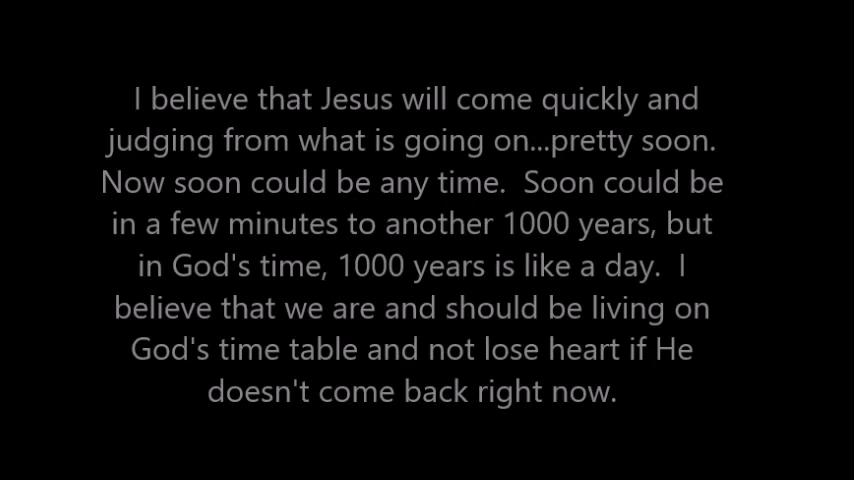 I believe that Jesus will come quickly and
judging from what is going on...pretty soon.
Now soon could be any time.  Soon could be
in a few minutes to another 1000 years, but
in God's time, 1000 years is like a day.  I
believe that we are and should be living on
God's time table and not lose heart if He
doesn't come back right now.